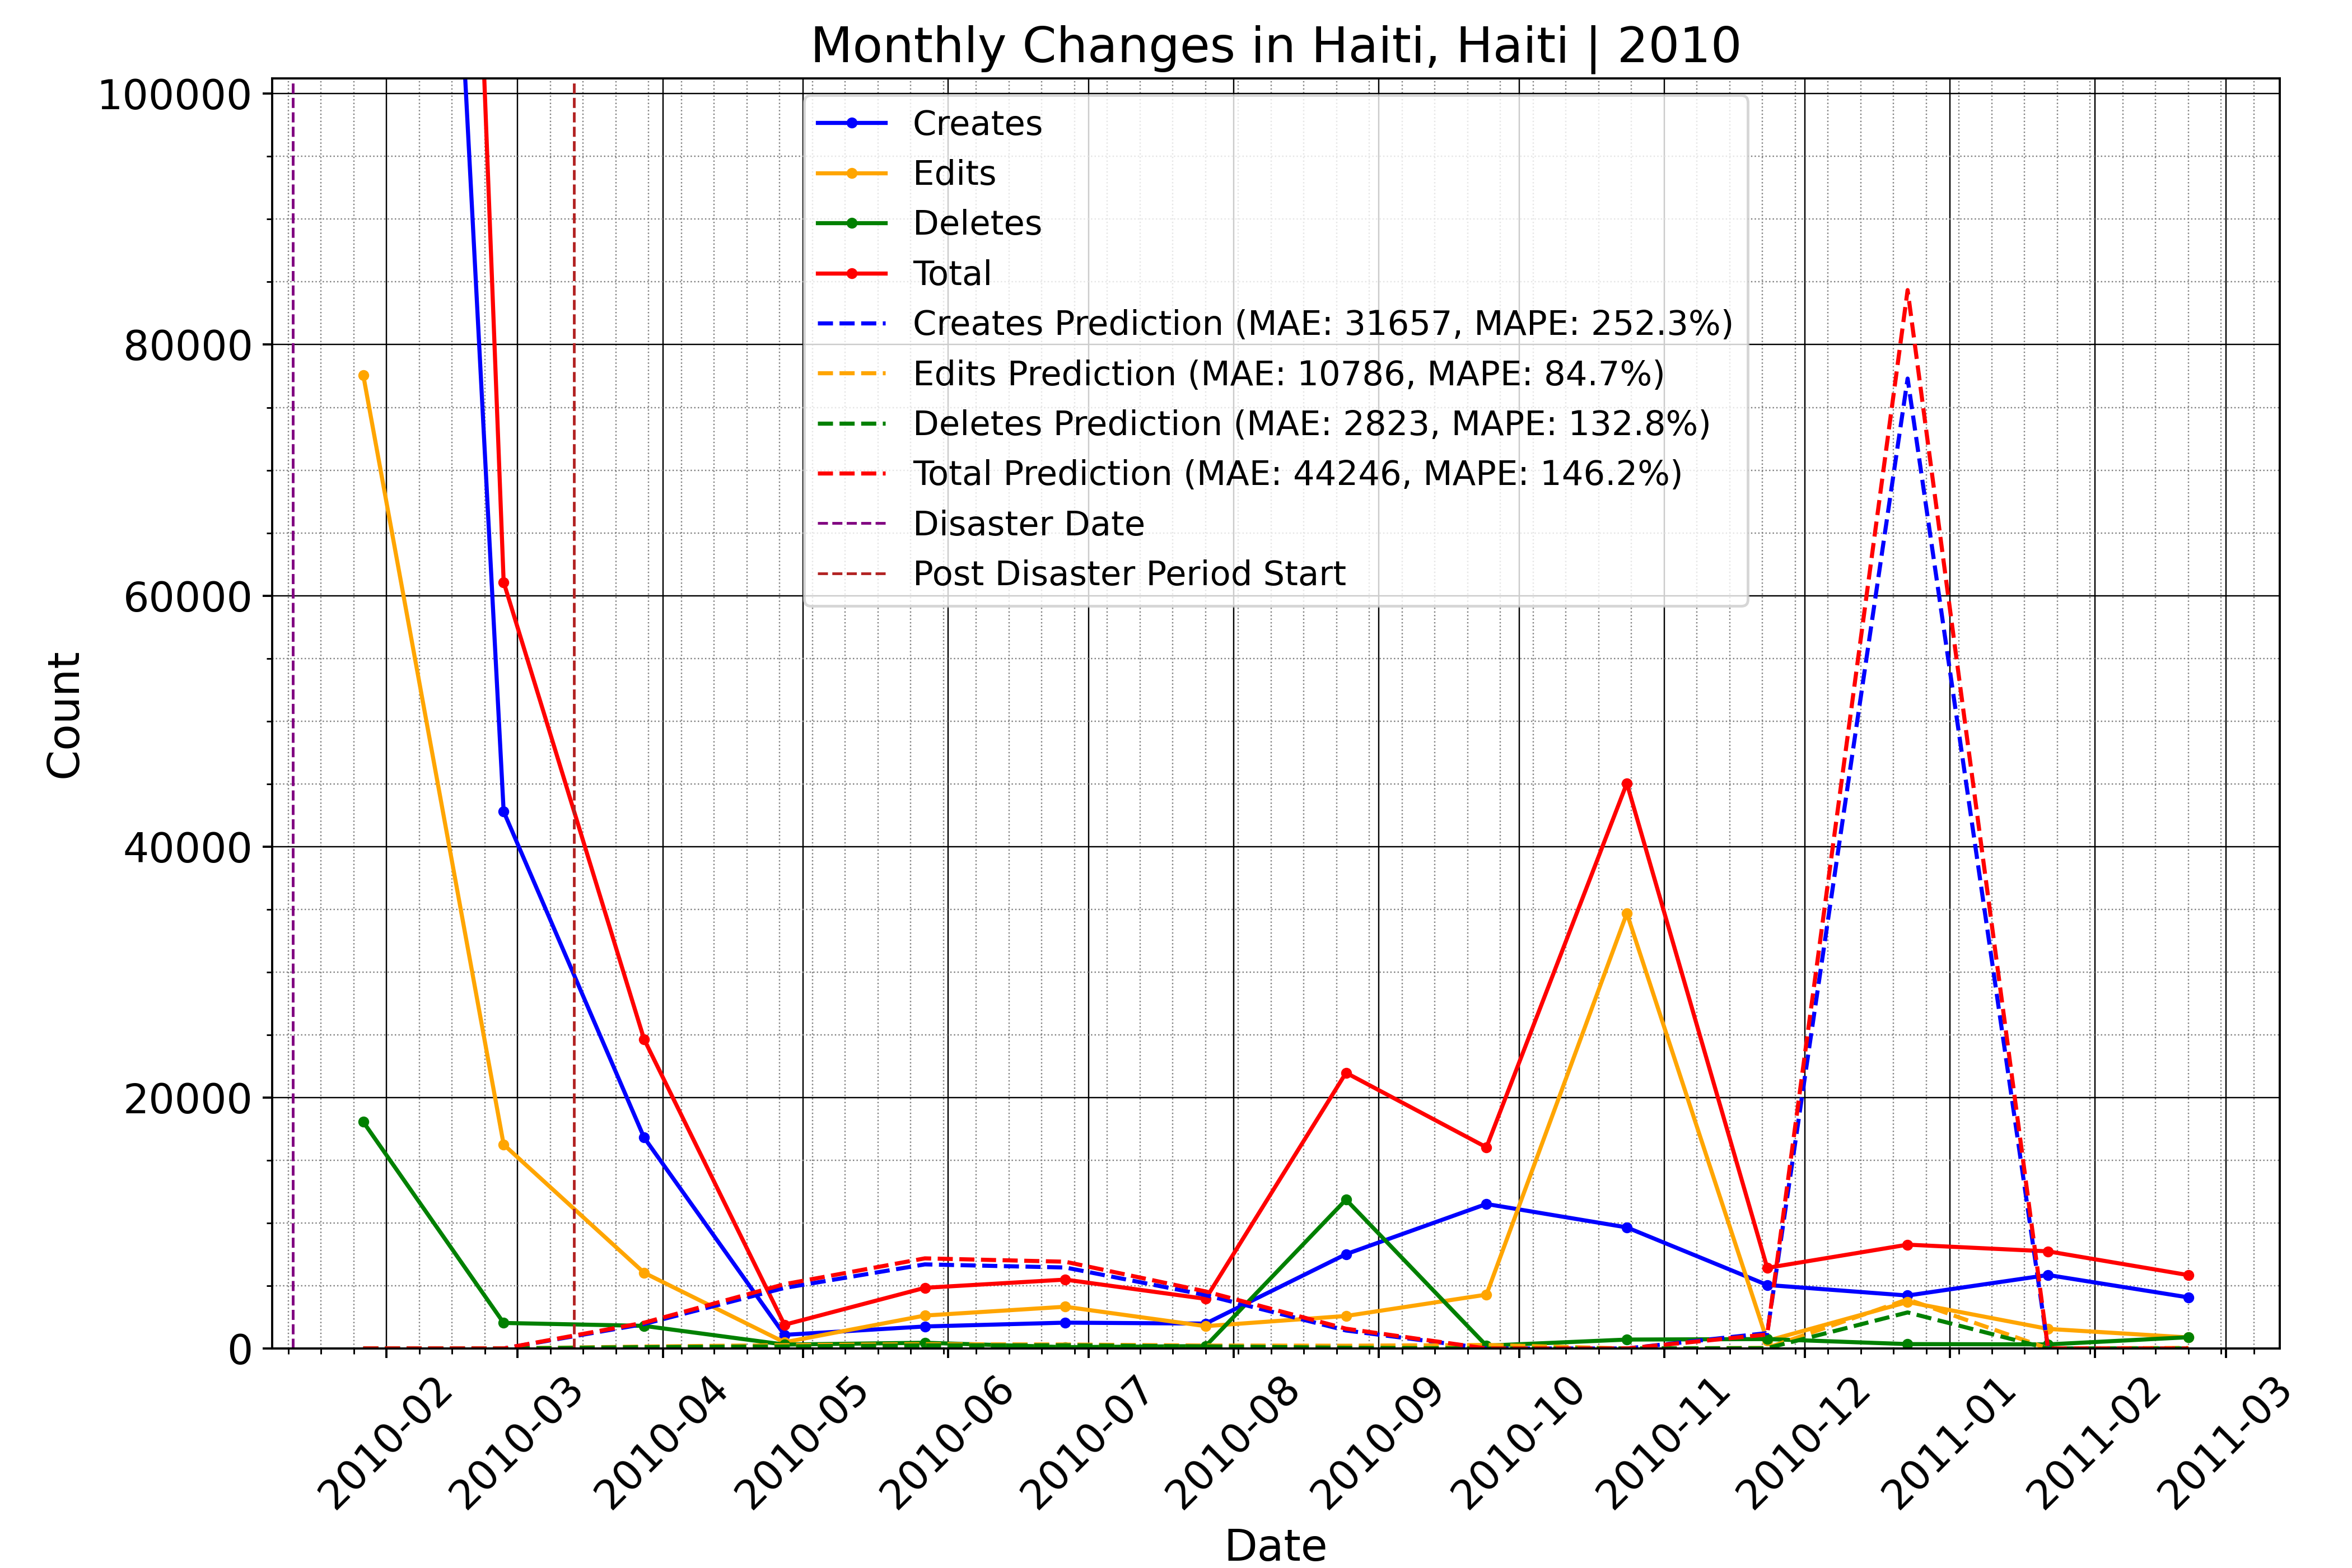 Monthly Changes in Haiti, Haiti | 2010
100000
80000
60000
40000
20000
0
Count
Creates
Edits
Deletes
Total
Creates Prediction (MAE: 31657, MAPE: 252.3%)
Edits Prediction (MAE: 10786, MAPE: 84.7%)
Deletes Prediction (MAE: 2823, MAPE: 132.8%)
Total Prediction (MAE: 44246, MAPE: 146.2%)
Disaster Date
Post Disaster Period Start
2010-02
2010-03
2010-04
2010-05
2010-06
2010-07
2010-08
2010-09
2010-10
2010-11
2010-12
2011-01
2011-02
2011-03
Date